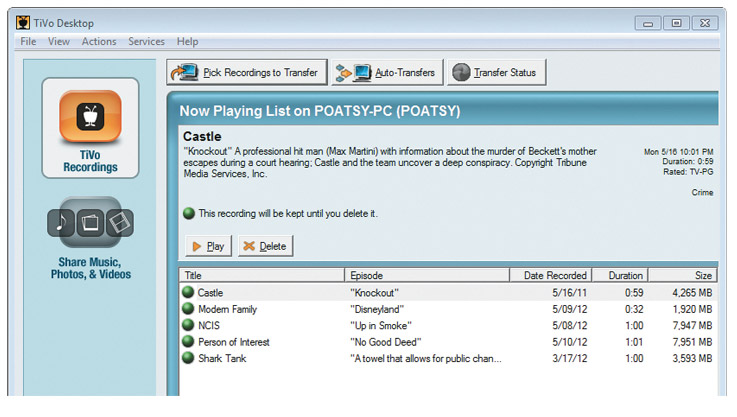 TiVo Desktop
File View Actions Services Help
Pick Recordings to Transfer Auto-Transfers Transfer Status
TiVo
Recordings
Share Music,
Photos, & Videos
Now Playing List on POATSY-PC (POATSY)
Castle
"Knockout" A professional hit man (Max Martini) with information about the murder of Beckett's mother
escapes during a court hearing; Castle and the team uncover a deep conspiracy. Copyright Tribune
Media Services, Inc.
Mon 5/16 10:01 PM
Duration: 0:59
Rated: TV-PG
Crime
This recording will be kept until you delete it.
Play Delete
Title Episode Date Recorded Duration Size
Castle "Knockout" 5/16/11 0:59 4,265 MB
Modern Family "Disneyland" 5/09/12 0:32 1,920 MB
NCIS "Up in Smoke" 5/08/12 1:00 7,947 MB
Person of Interest "No Good Deed" 5/10/12 1:01 7,951 MB
Shark Tank "A towel that allows for public chan... 3/17/12 1:00 3,593 MB